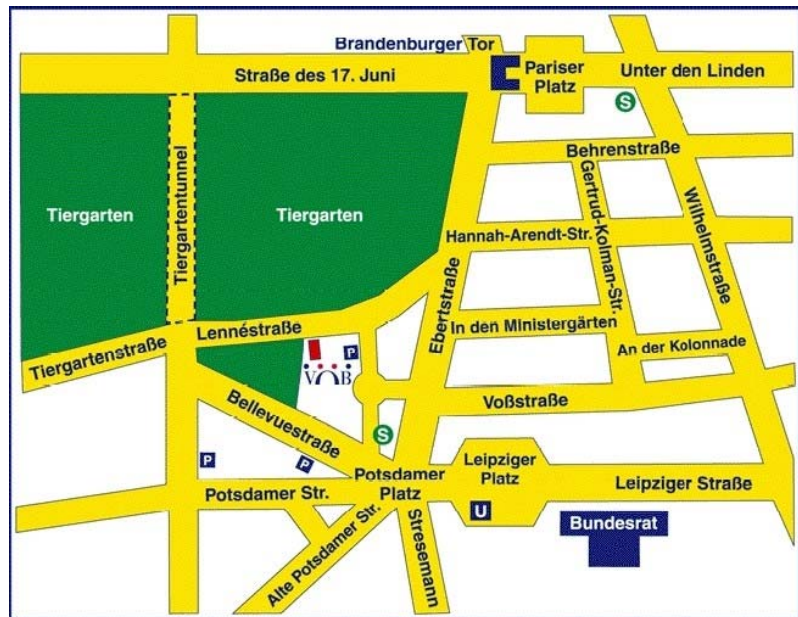 Brandenburger Tor
Straße des 17. Juni
Pariser
Platz
Unter den Linden
S
Behrenstraße
Tiergarten
Tiergartentunnel
Tiergarten
Gertrud-Kolman-Str.
Wilhelmstraße
Hannah-Arendt-Str.
Ebertstraße
Lennéstraße
In den Ministergärten
Tiergartenstraße
An der Kolonnade
P
VÖB
Bellevuestraße
Voßstraße
S
P
P
Leipziger
Platz
Potsdamer
Platz
Potsdamer Str.
Leipziger Straße
U
Bundesrat
Alte Potsdamer Str.
Stresemann